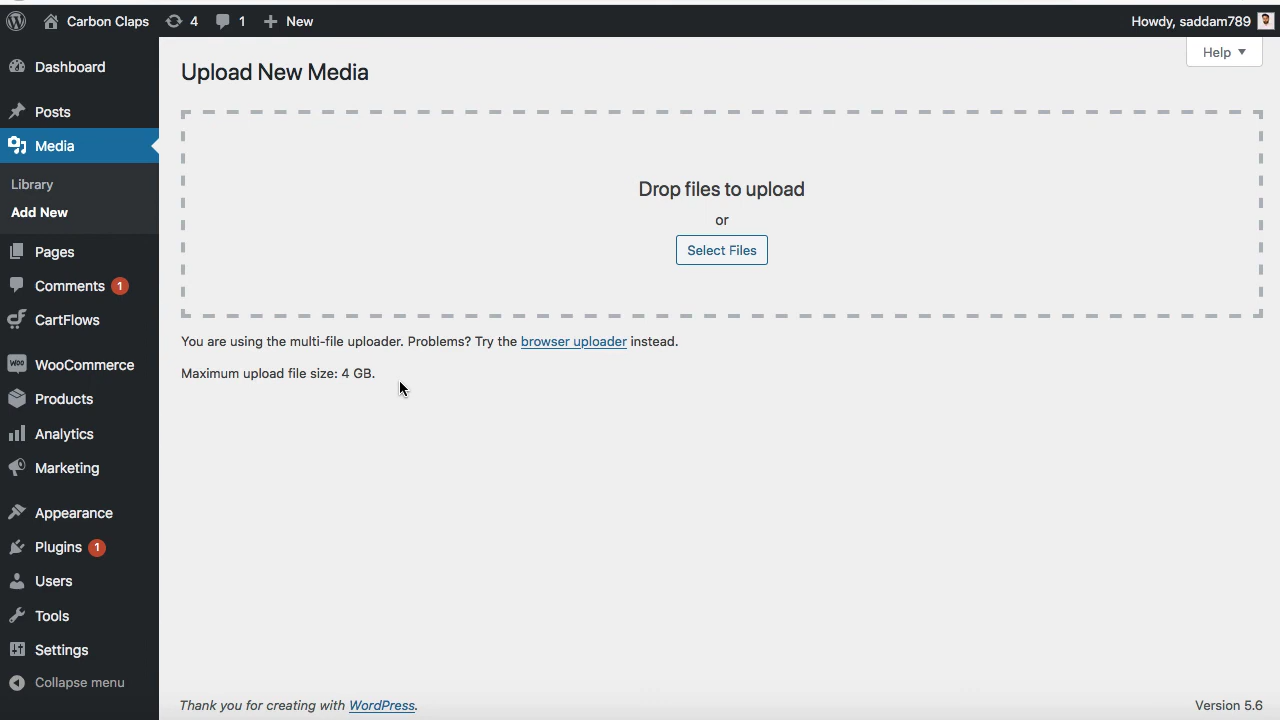 Carbon Claps 4 1 New Howdy, saddam789
Help
Upload New Media
Dashboard
Posts
Media
Library
Add New
Pages
Comments 1
CartFlows
Woo WooCommerce
Products
Analytics
Marketing
Appearance
Plugins 1
Users
Tools
Settings
Collapse menu
Drop files to upload
or
Select Files
You are using the multi-file uploader. Problems? Try the browser uploader instead.
Maximum upload file size: 4 GB.
Thank you for creating with WordPress. Version 5.6